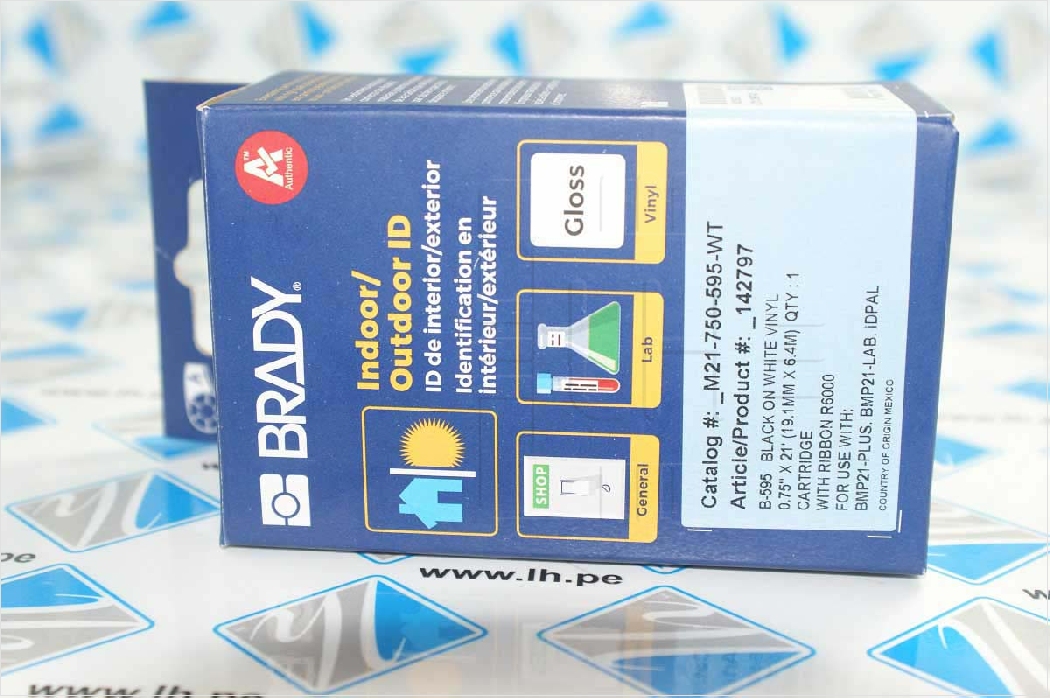 Authentic
BRADY®
Indoor/
Outdoor ID
ID de interior/exterior
Identification en
intérieur/extérieur
SHOP
General
Lab
Gloss
Vinyl
Catalog #: _M21-750-595-WT
Article/Product #: _142797
B-595 BLACK ON WHITE VINYL
0.75" X 21' (19.1MM X 6.4M) QTY : 1
CARTRIDGE
WITH RIBBON R6000
FOR USE WITH:
BMP21-PLUS, BMP21-LAB, IDPAL
COUNTRY OF ORIGIN MEXICO
www.lh.pe
www.lh.pe